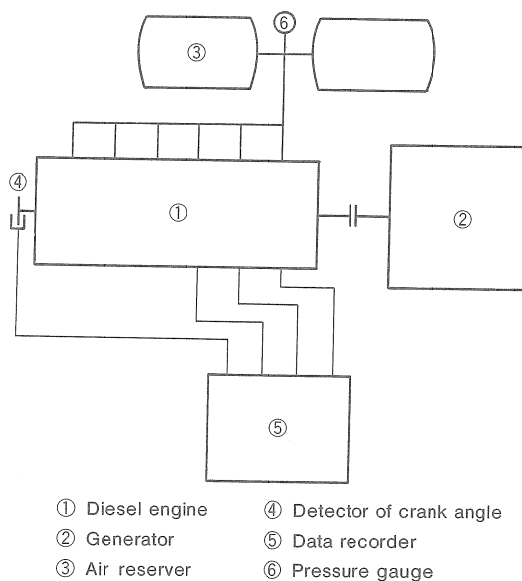 ⑥
③
④
①
②
⑤
① Diesel engine
② Generator
③ Air reserver
④ Detector of crank angle
⑤ Data recorder
⑥ Pressure gauge